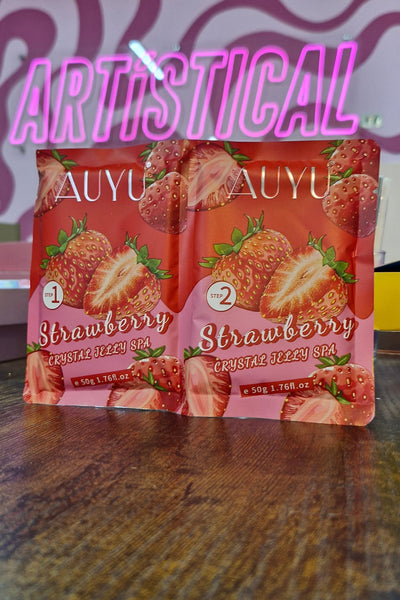 ARTiSTICAL
AUYU
STEP 1
Strawberry
CRYSTAL JELLY SPA
e 50g 1.76fl.oz
AUYU
STEP 2
Strawberry
CRYSTAL JELLY SPA
e 50g 1.76fl.oz